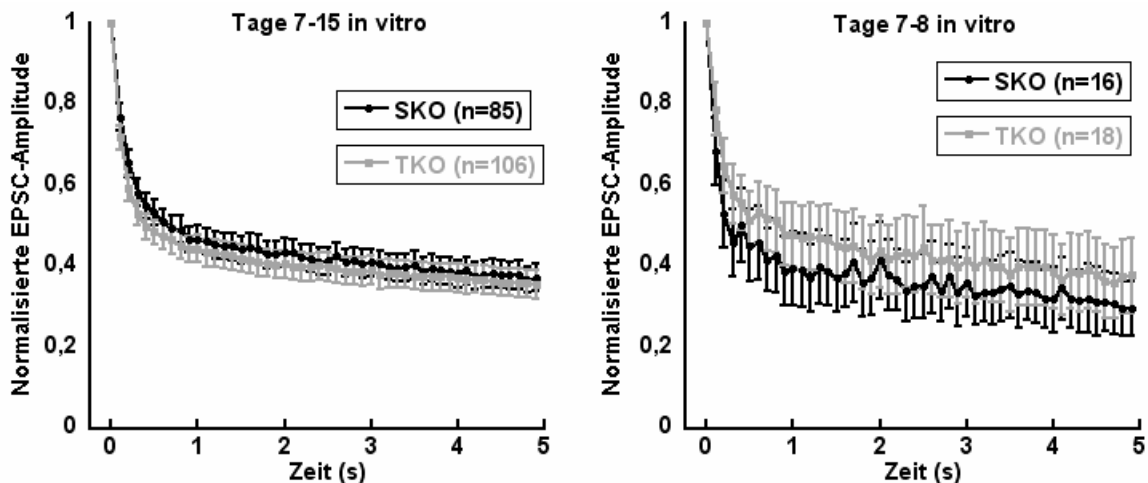 Tage 7-15 in vitro
Normalisierte EPSC-Amplitude
1
0,8
0,6
0,4
0,2
0
SKO (n=85)
TKO (n=106)
0 1 2 3 4 5
Zeit (s)
Tage 7-8 in vitro
Normalisierte EPSC-Amplitude
1
0,8
0,6
0,4
0,2
0
SKO (n=16)
TKO (n=18)
0 1 2 3 4 5
Zeit (s)